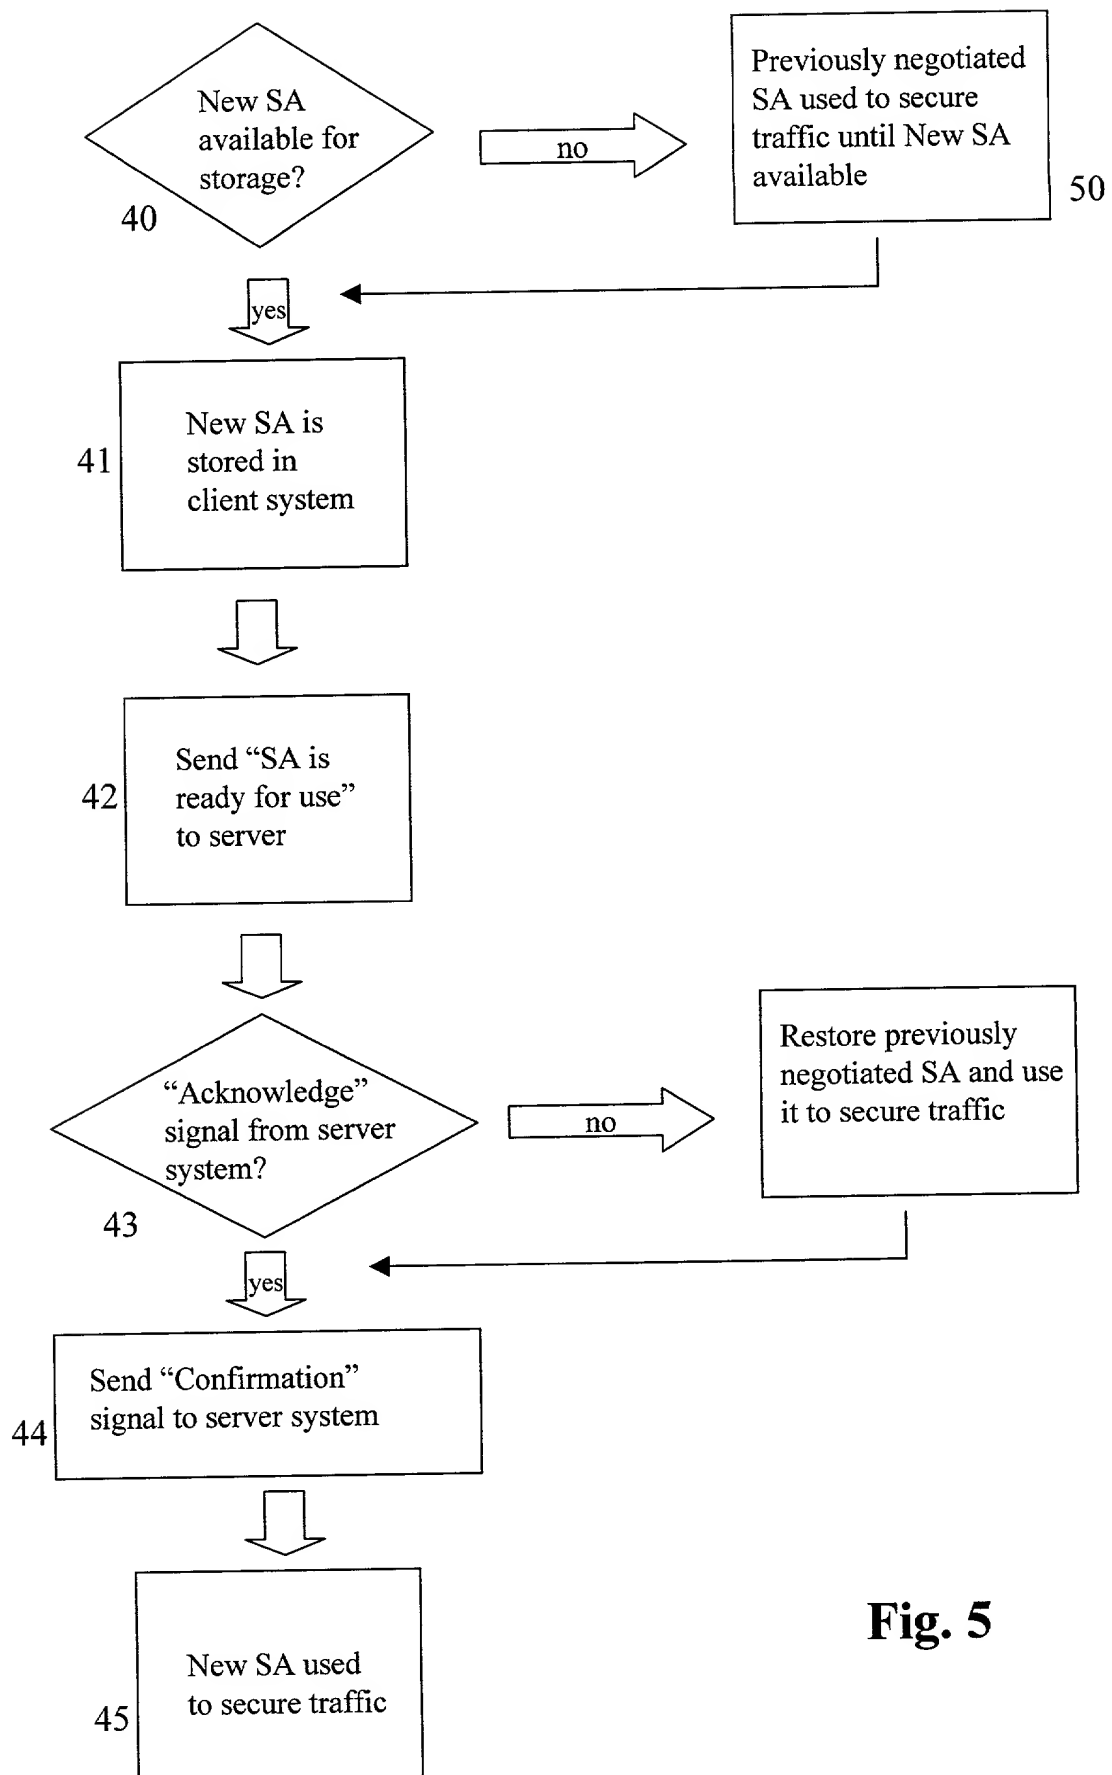 New SA
available for
storage?
40
no
Previously negotiated
SA used to secure
traffic until New SA
available
50
yes
New SA is
stored in
client system
41
Send “SA is
ready for use”
to server
42
“Acknowledge”
signal from server
system?
43
no
Restore previously
negotiated SA and use
it to secure traffic
yes
Send “Confirmation”
signal to server system
44
New SA used
to secure traffic
45
Fig. 5